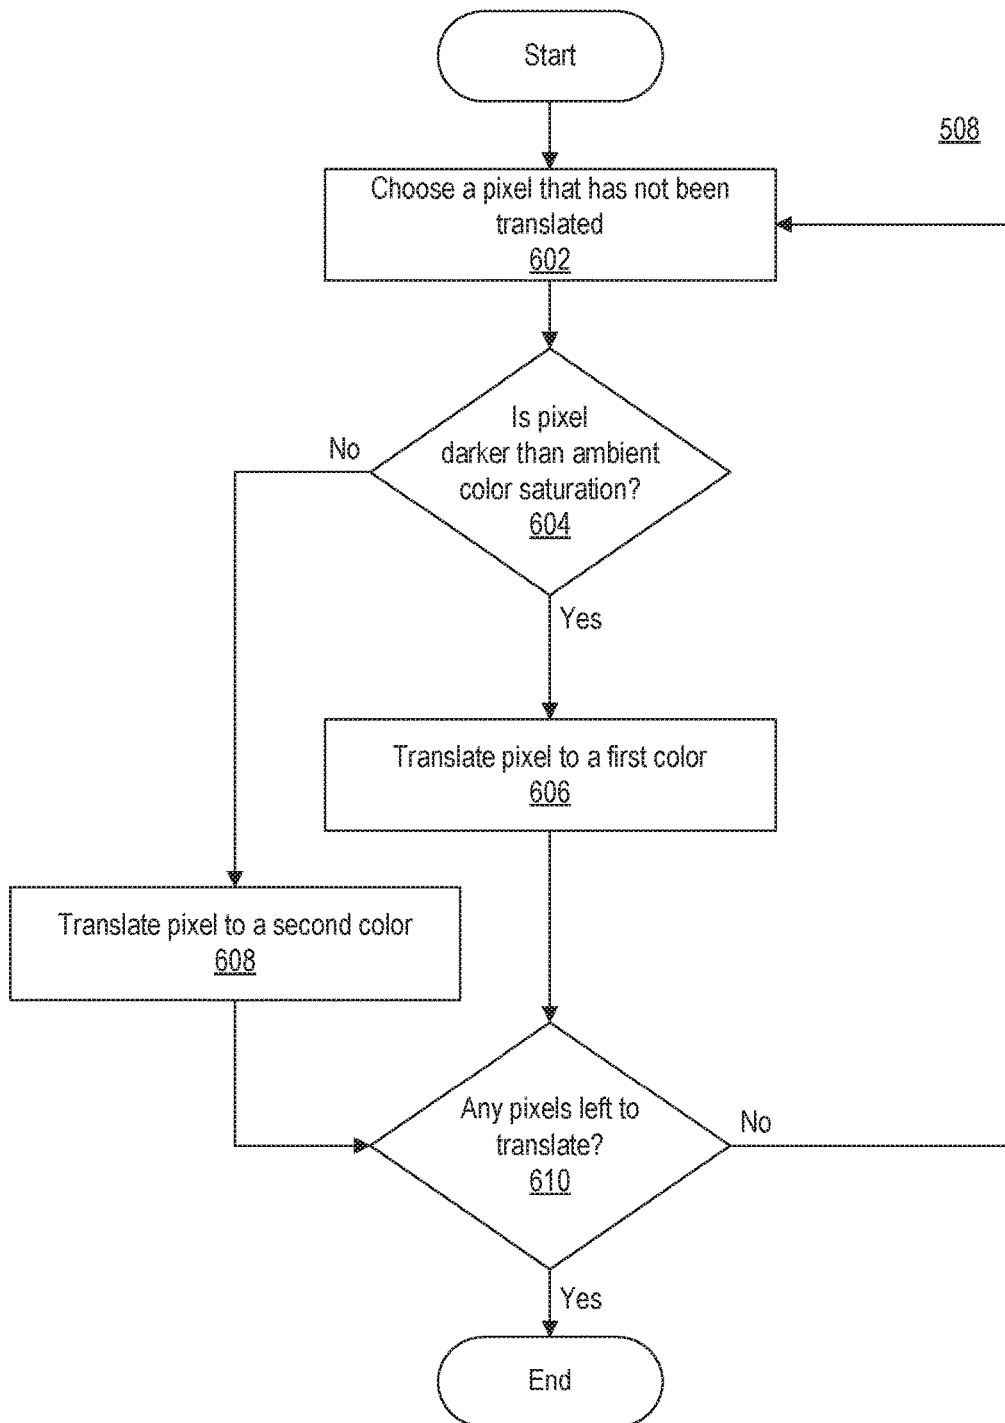 Start
508
Choose a pixel that has not been
translated
602
Is pixel
darker than ambient
color saturation?
604
No
Yes
Translate pixel to a first color
606
Translate pixel to a second color
608
Any pixels left to
translate?
610
No
Yes
End